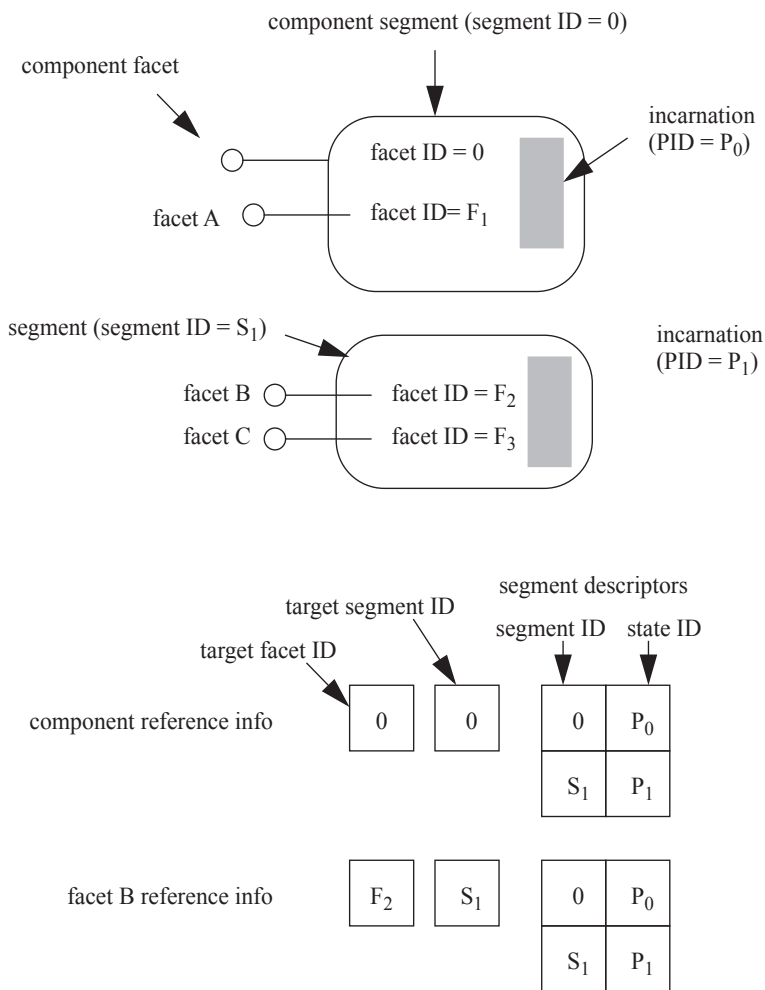 component segment (segment ID = 0)
component facet
incarnation
(PID = P0)
facet ID = 0
facet A
facet ID= F1
segment (segment ID = S1)
incarnation
(PID = P1)
facet B
facet ID = F2
facet C
facet ID = F3
segment descriptors
target segment ID
segment ID
state ID
target facet ID
component reference info
0
0
0
P0
S1
P1
facet B reference info
F2
S1
0
P0
S1
P1